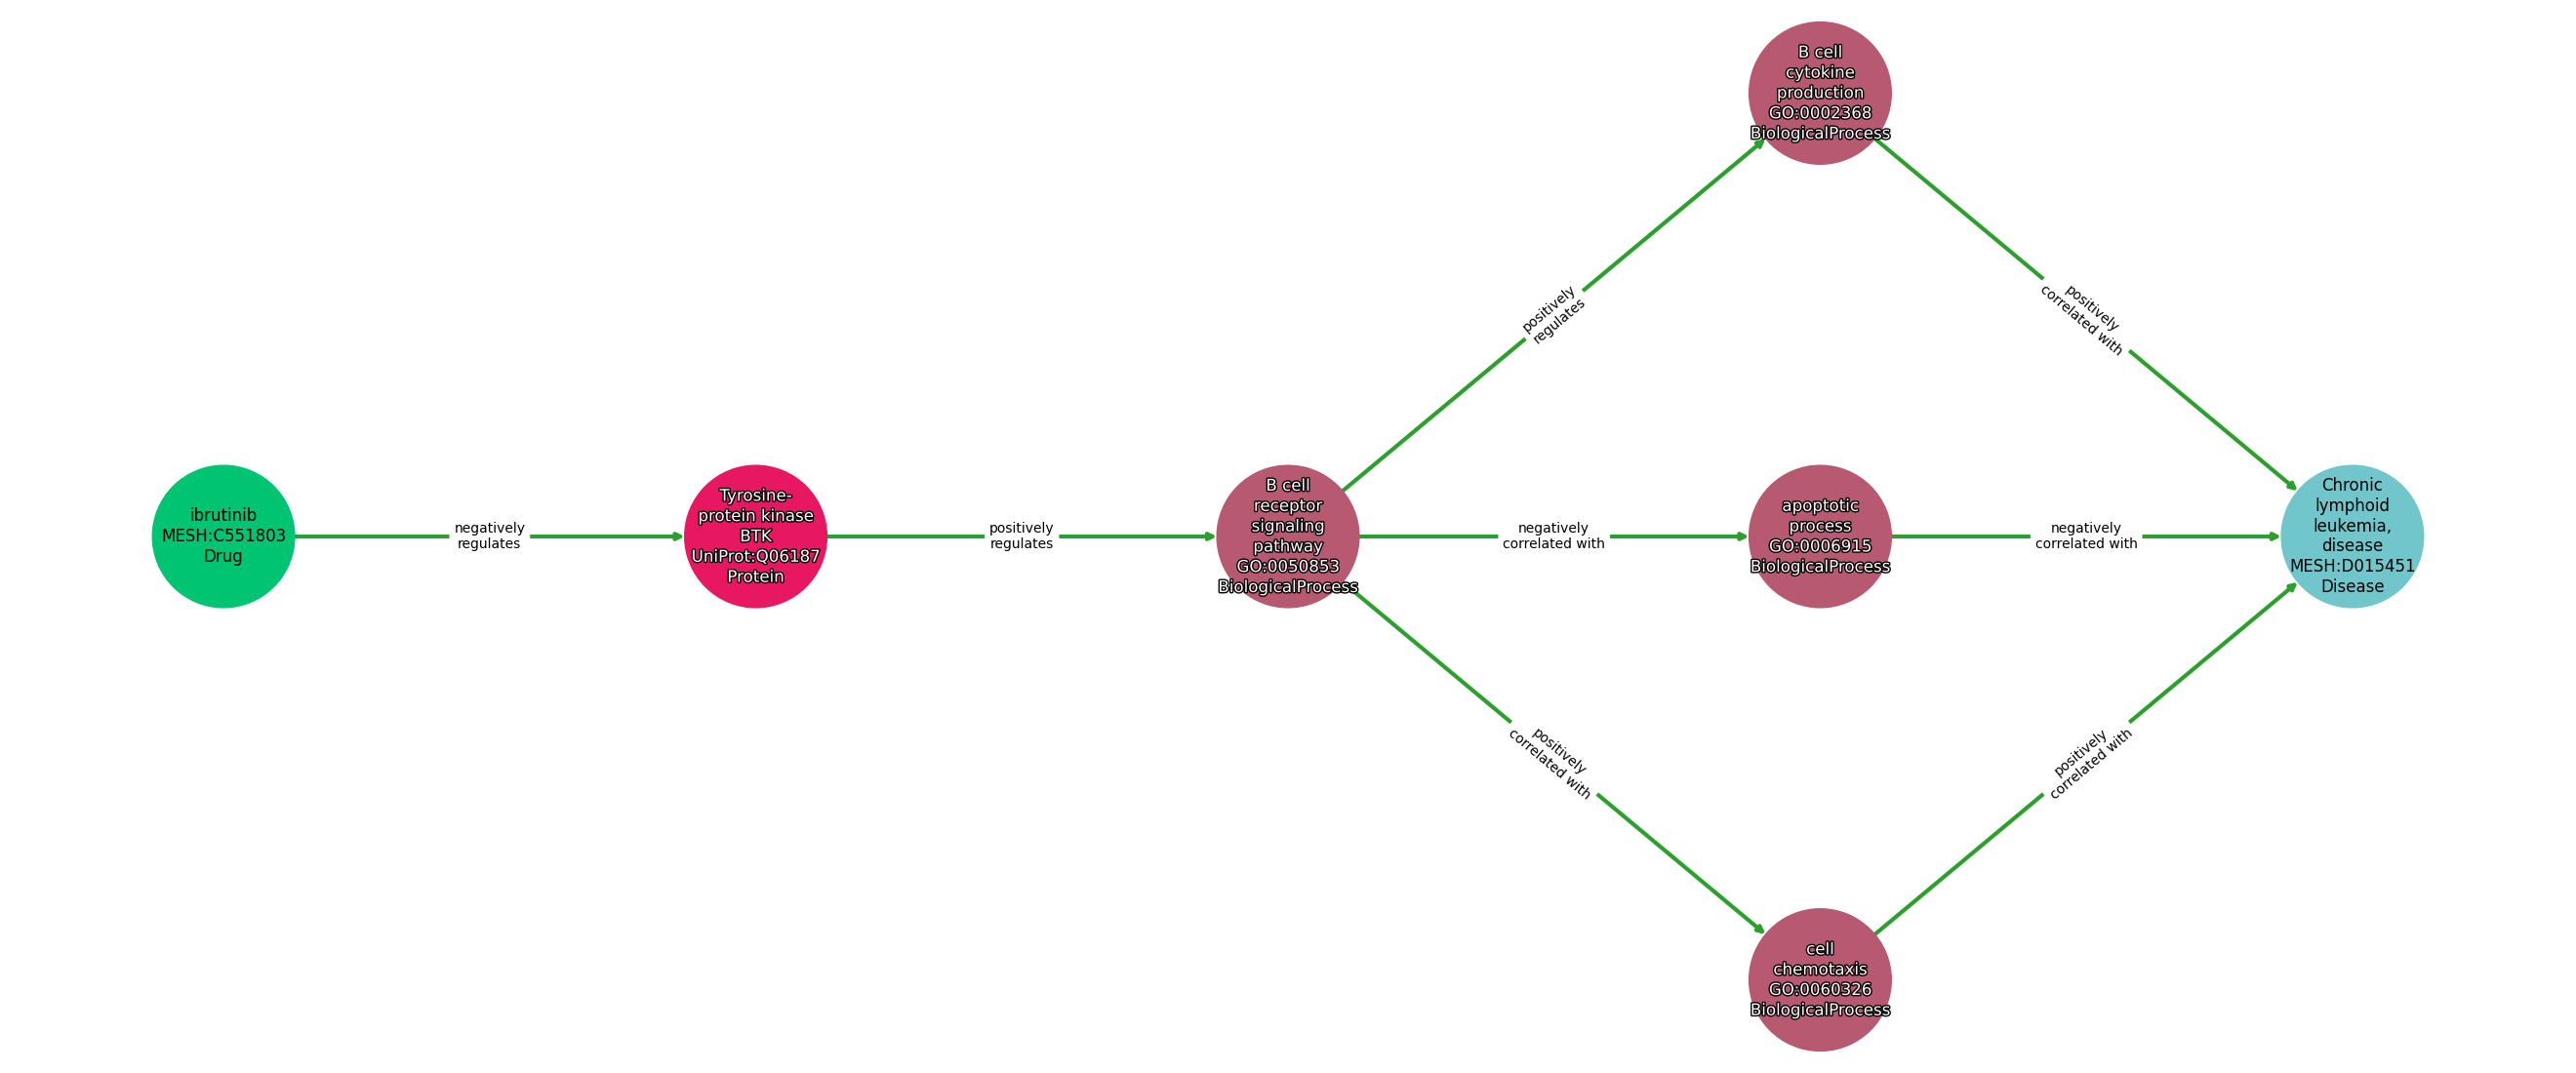 B cell
cytokine
production
GO:0002368
BiologicalProcess
positively
regulates
positively
correlated with
ibrutinib
MESH:C551803
Drug
negatively
regulates
Tyrosine-
protein kinase
BTK
UniProt:Q06187
Protein
positively
regulates
B cell
receptor
signaling
pathway
GO:0050853
BiologicalProcess
negatively
correlated with
apoptotic
process
GO:0006915
BiologicalProcess
negatively
correlated with
Chronic
lymphoid
leukemia,
disease
MESH:D015451
Disease
positively
correlated with
positively
correlated with
cell
chemotaxis
GO:0060326
BiologicalProcess